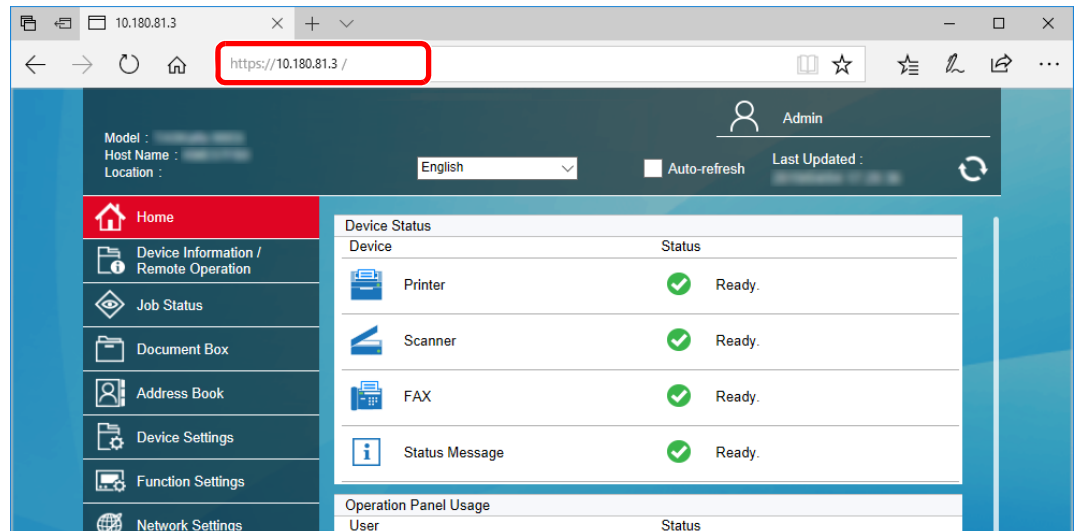 10.180.81.3
https://10.180.81.3 /
Admin
Model :
Host Name :
Location :
English
Auto-refresh
Last Updated :
Home
Device Information /
Remote Operation
Job Status
Document Box
Address Book
Device Settings
Function Settings
Network Settings
Device Status
Device Status
Printer Ready.
Scanner Ready.
FAX Ready.
Status Message Ready.
Operation Panel Usage
User Status